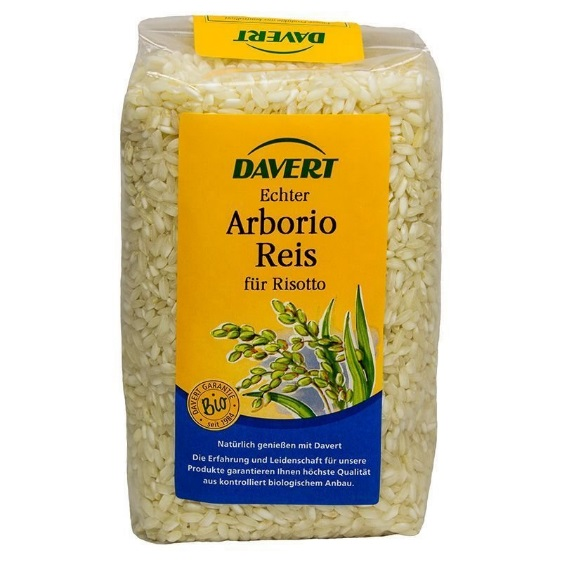 DAVERT
DAVERT
Echter
Arborio
Reis
für Risotto
DAVERT GARANTIE
Bio
seit 1984
Natürlich genießen mit Davert
Die Erfahrung und Leidenschaft für unsere
Produkte garantieren Ihnen höchste Qualität
aus kontrolliert biologischem Anbau.